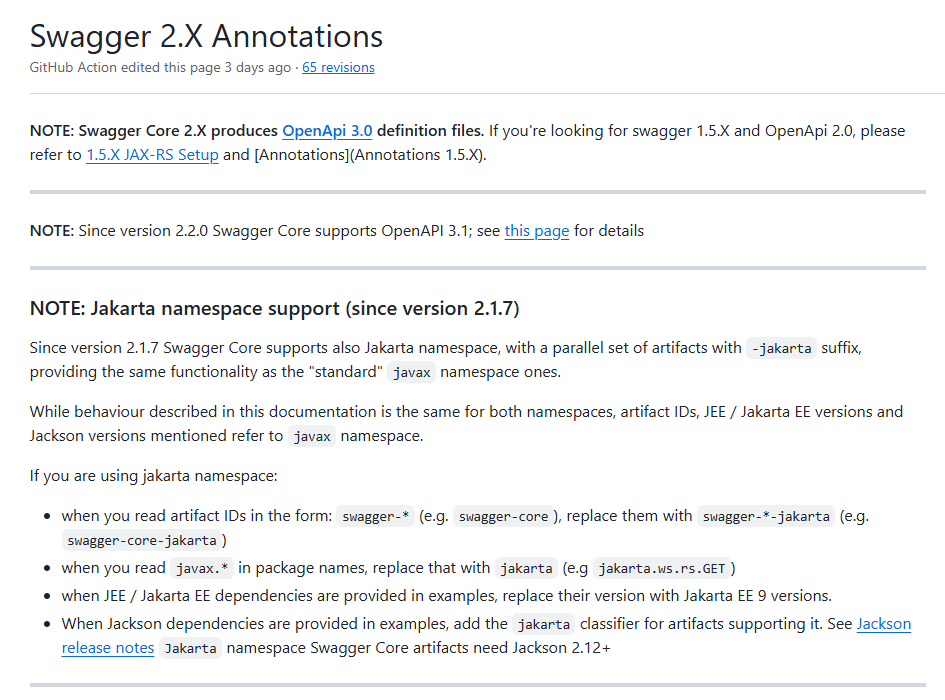 Swagger 2.X Annotations
GitHub Action edited this page 3 days ago · 65 revisions
NOTE: Swagger Core 2.X produces OpenApi 3.0 definition files. If you're looking for swagger 1.5.X and OpenApi 2.0, please
refer to 1.5.X JAX-RS Setup and [Annotations](Annotations 1.5.X).
NOTE: Since version 2.2.0 Swagger Core supports OpenAPI 3.1; see this page for details
NOTE: Jakarta namespace support (since version 2.1.7)
Since version 2.1.7 Swagger Core supports also Jakarta namespace, with a parallel set of artifacts with -jakarta suffix,
providing the same functionality as the "standard" javax namespace ones.
While behaviour described in this documentation is the same for both namespaces, artifact IDs, JEE / Jakarta EE versions and
Jackson versions mentioned refer to javax namespace.
If you are using jakarta namespace:
• when you read artifact IDs in the form: swagger-* (e.g. swagger-core), replace them with swagger-*-jakarta (e.g.
swagger-core-jakarta)
• when you read javax.* in package names, replace that with jakarta (e.g jakarta.ws.rs.GET)
• when JEE / Jakarta EE dependencies are provided in examples, replace their version with Jakarta EE 9 versions.
• When Jackson dependencies are provided in examples, add the jakarta classifier for artifacts supporting it. See Jackson
release notes Jakarta namespace Swagger Core artifacts need Jackson 2.12+